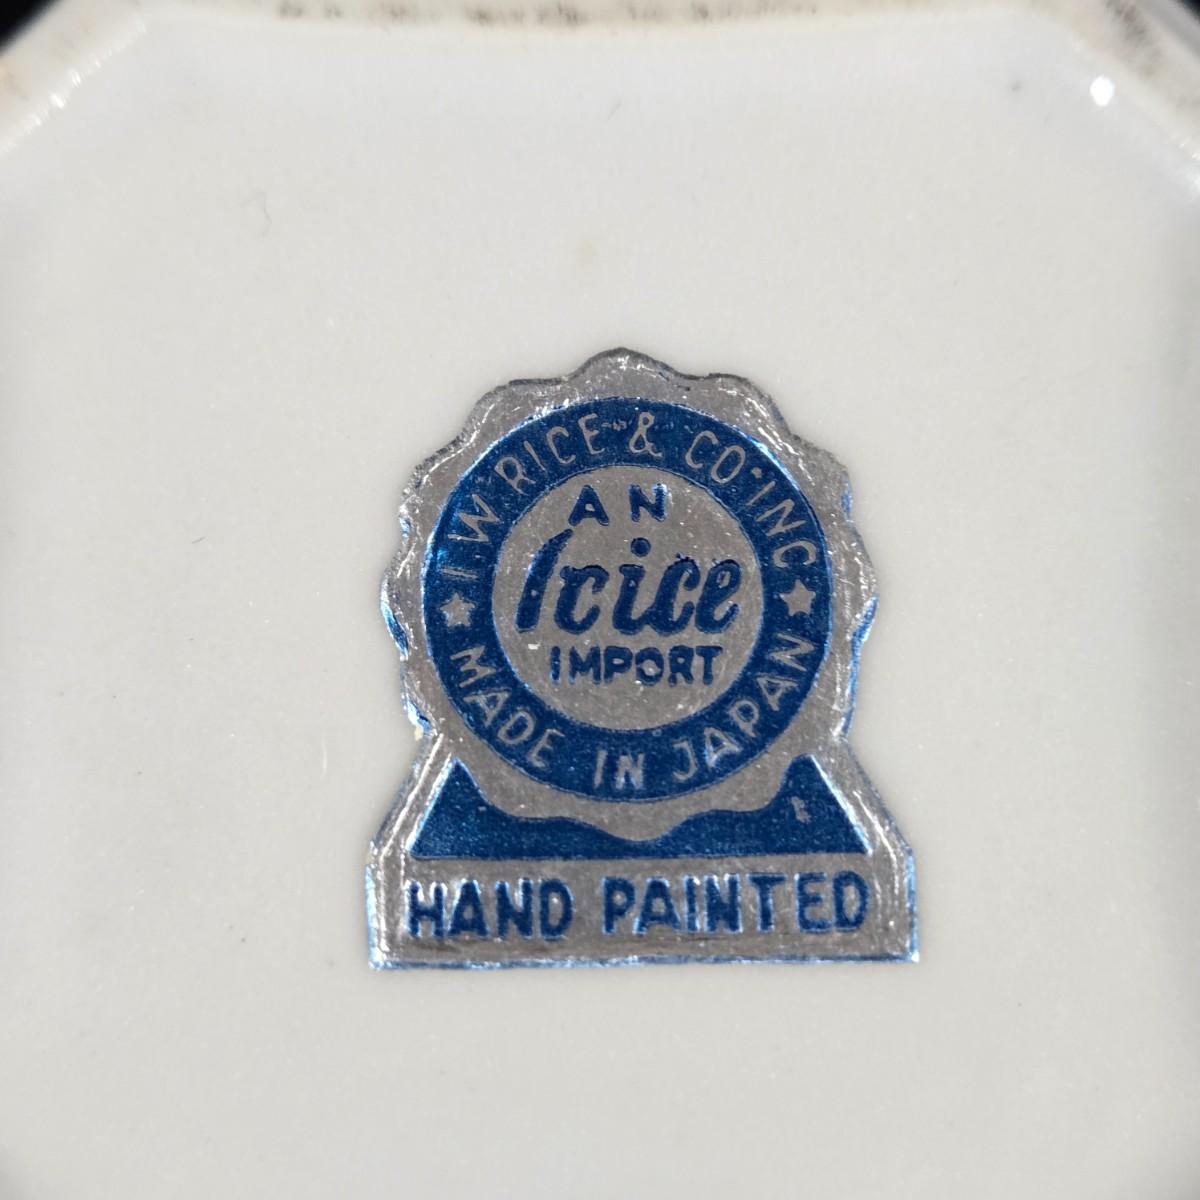 I. W. RICE & CO. INC.
AN
Irice
IMPORT
MADE IN JAPAN
HAND PAINTED